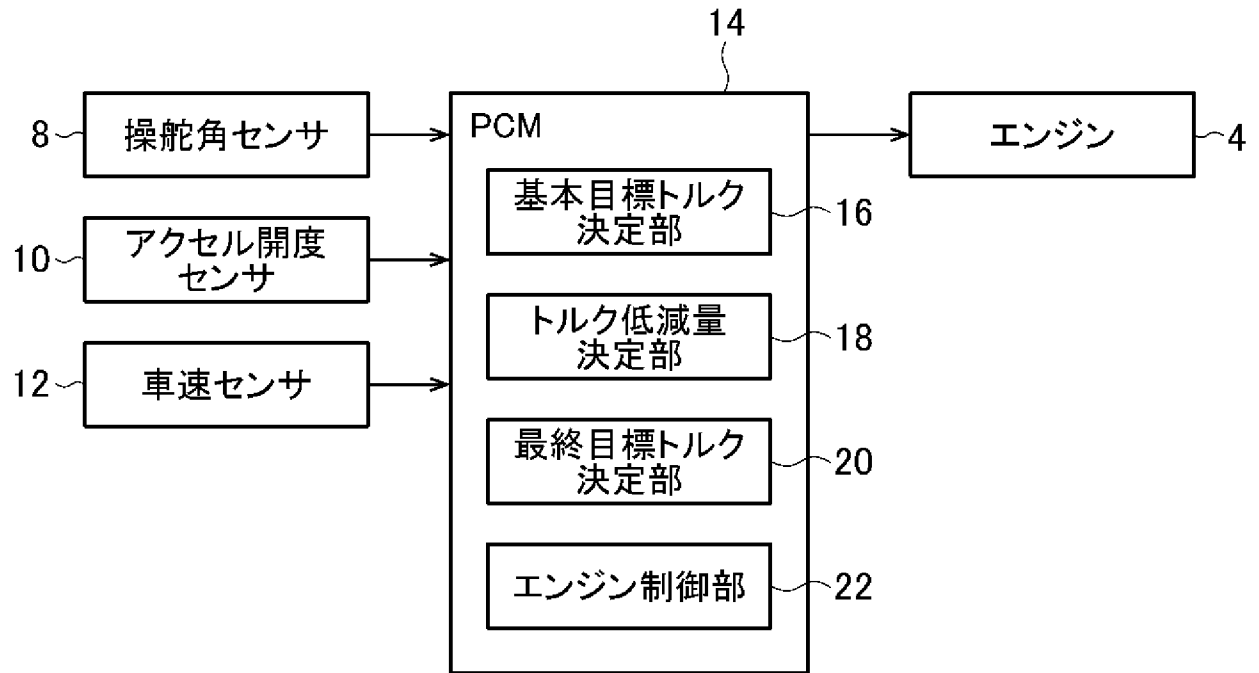 14
8
操舵角センサ
PCM
エンジン
4
基本目標トルク
決定部
16
10
アクセル開度
センサ
トルク低減量
決定部
18
12
車速センサ
最終目標トルク
決定部
20
エンジン制御部
22